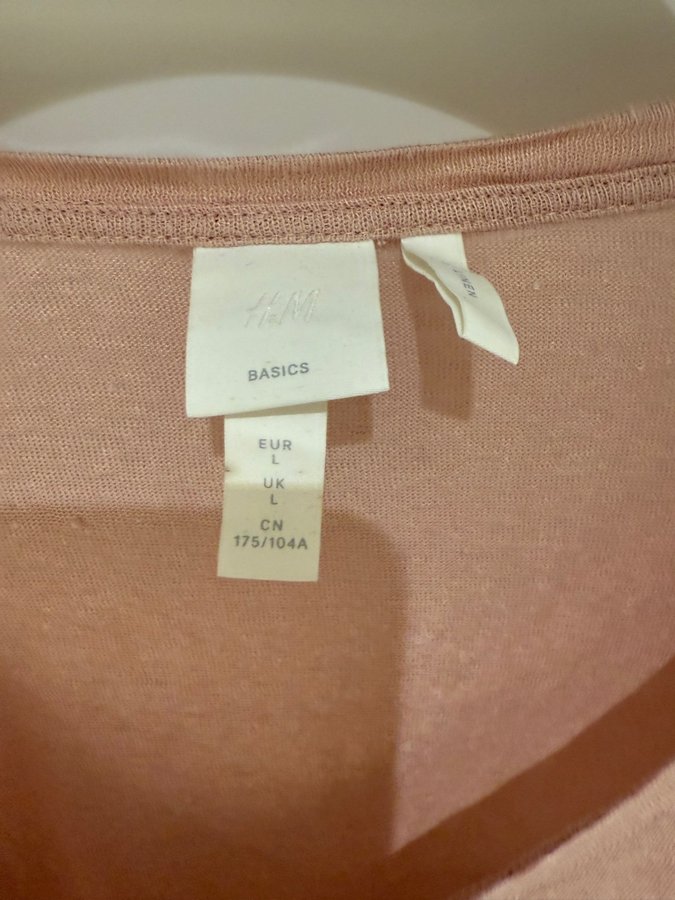 H&M
BASICS
EUR
L
UK
L
CN
175/104A